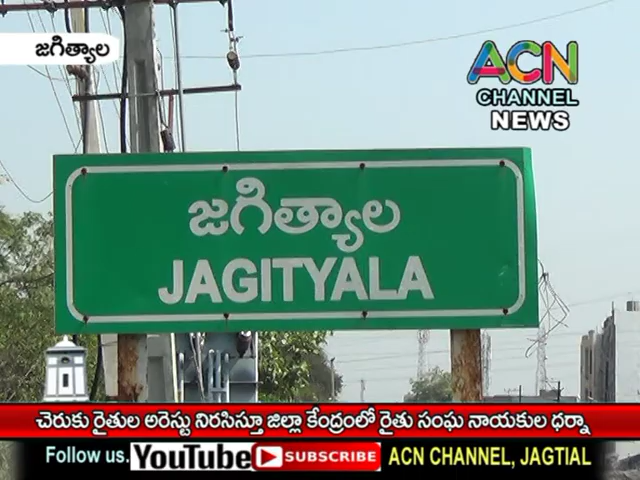 జగిత్యాల
ACN
CHANNEL
NEWS
జగిత్యాల
JAGITYALA
చెరుకు రైతుల అరెస్టు నిరసిస్తూ జిల్లా కేంద్రంలో రైతు సంఘ నాయకుల ధర్నా
Follow us. YouTube SUBSCRIBE ACN CHANNEL, JAGTIAL